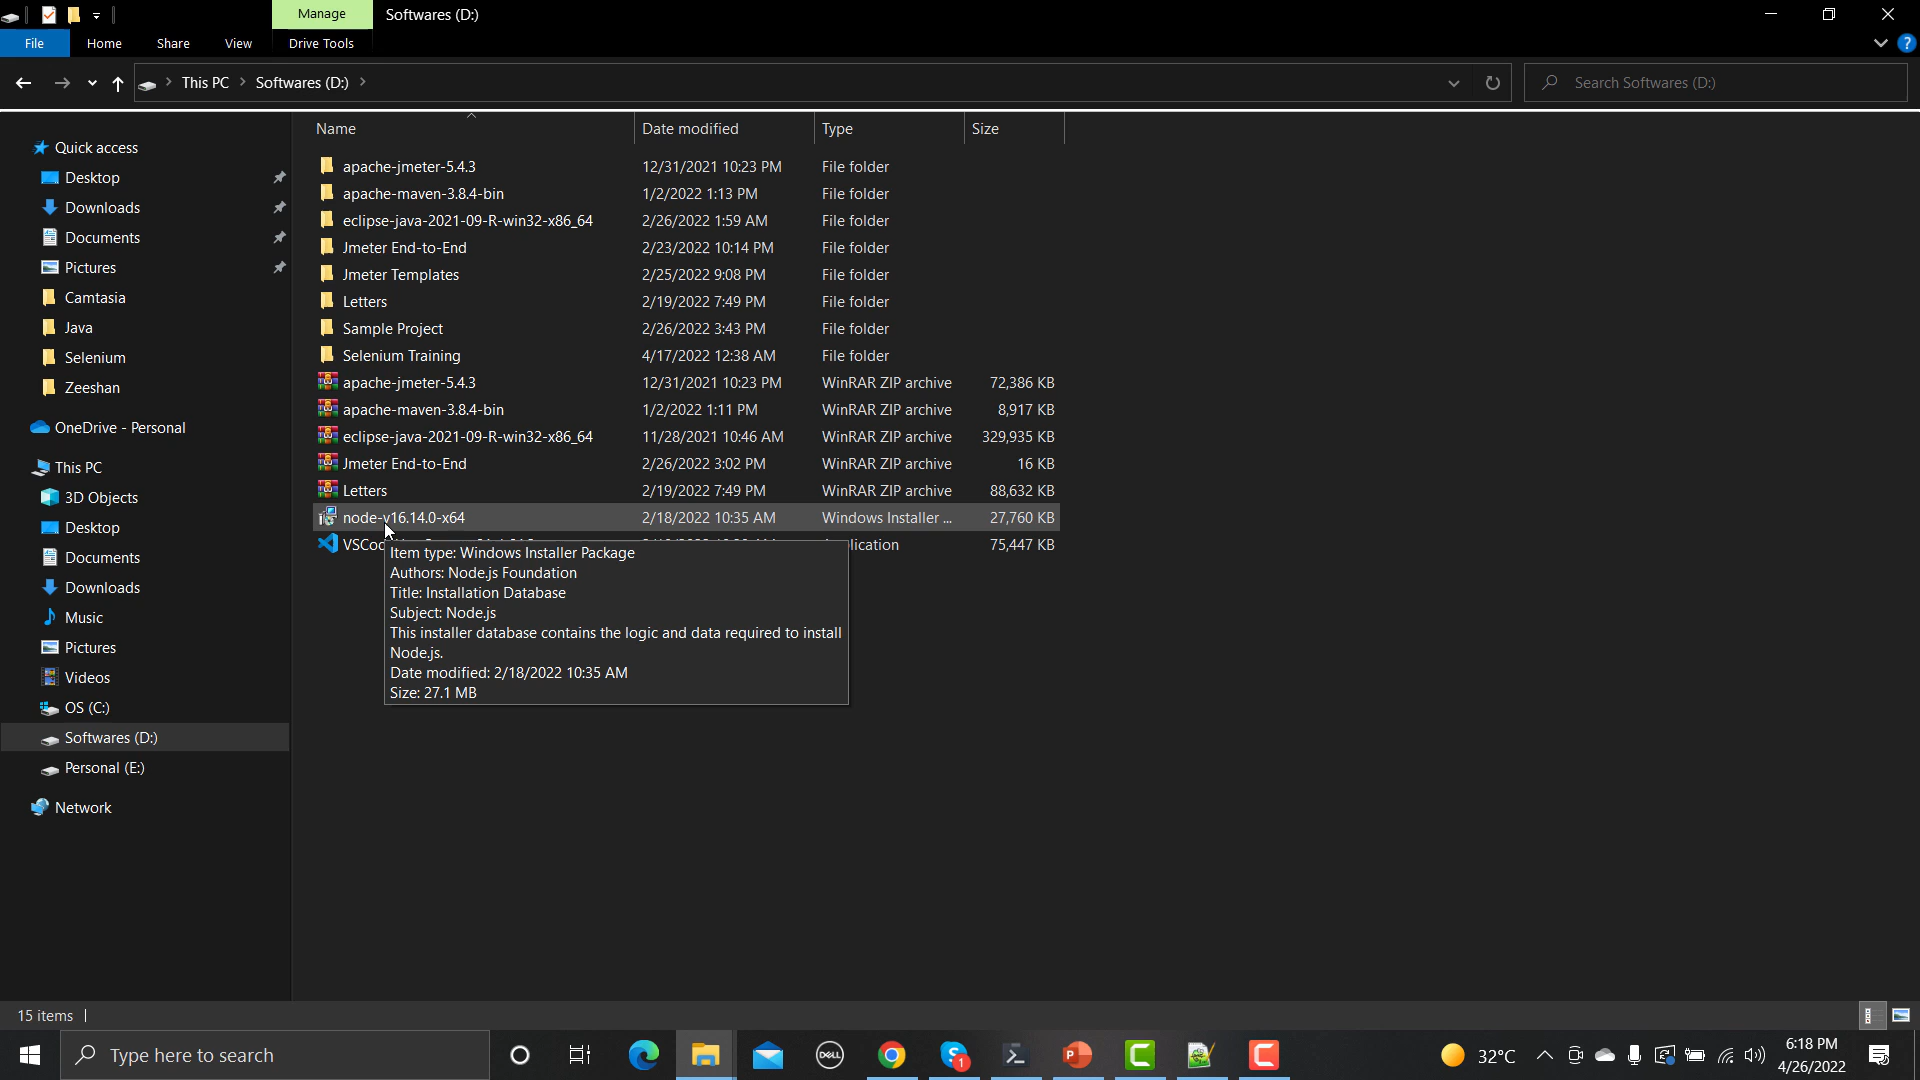 Manage
Softwares (D:)
File
Home
Share
View
Drive Tools
?
This PC
Softwares (D:)
Search Softwares (D:)
Name
Date modified
Type
Size
Quick access
Desktop
Downloads
Documents
Pictures
Camtasia
Java
Selenium
Zeeshan
OneDrive - Personal
This PC
3D Objects
Desktop
Documents
Downloads
Music
Pictures
Videos
OS (C:)
Softwares (D:)
Personal (E:)
Network
apache-jmeter-5.4.3 12/31/2021 10:23 PM File folder
apache-maven-3.8.4-bin 1/2/2022 1:13 PM File folder
eclipse-java-2021-09-R-win32-x86_64 2/26/2022 1:59 AM File folder
Jmeter End-to-End 2/23/2022 10:14 PM File folder
Jmeter Templates 2/25/2022 9:08 PM File folder
Letters 2/19/2022 7:49 PM File folder
Sample Project 2/26/2022 3:43 PM File folder
Selenium Training 4/17/2022 12:38 AM File folder
apache-jmeter-5.4.3 12/31/2021 10:23 PM WinRAR ZIP archive 72,386 KB
apache-maven-3.8.4-bin 1/2/2022 1:11 PM WinRAR ZIP archive 8,917 KB
eclipse-java-2021-09-R-win32-x86_64 11/28/2021 10:46 AM WinRAR ZIP archive 329,935 KB
Jmeter End-to-End 2/26/2022 3:02 PM WinRAR ZIP archive 16 KB
Letters 2/19/2022 7:49 PM WinRAR ZIP archive 88,632 KB
node-v16.14.0-x64 2/18/2022 10:35 AM Windows Installer ... 27,760 KB
VSCod lication 75,447 KB
Item type: Windows Installer Package
Authors: Node.js Foundation
Title: Installation Database
Subject: Node.js
This installer database contains the logic and data required to install
Node.js.
Date modified: 2/18/2022 10:35 AM
Size: 27.1 MB
15 items
Type here to search
DELL
1
32°C
6:18 PM
4/26/2022